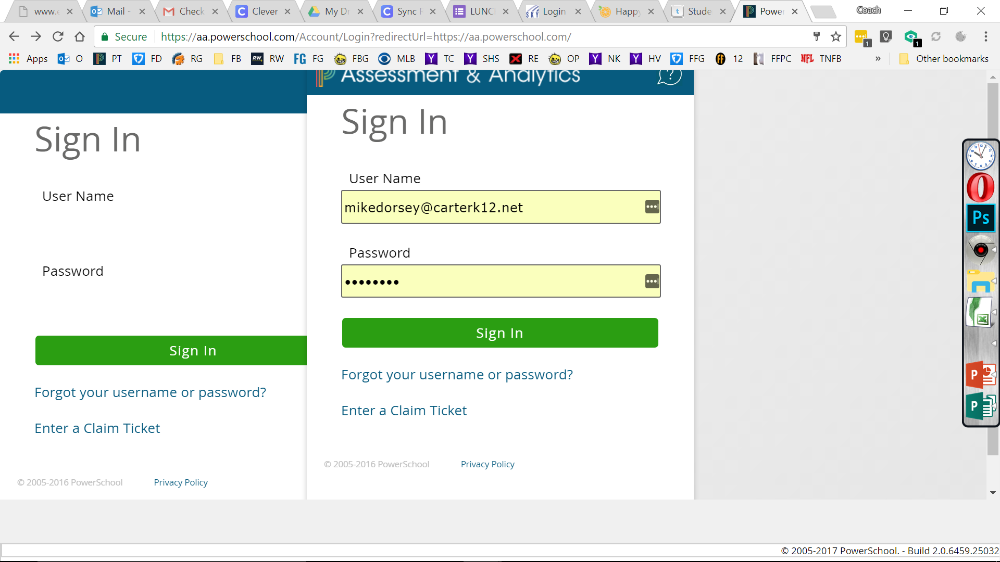 www.e Mail - Check Clever My Dr Sync F LUNC Login Happy Stude Power Coach
Secure https://aa.powerschool.com/Account/Login?redirectUrl=https://aa.powerschool.com/
Apps O PT FD RG FB RW RW FG FG FBG MLB TC SHS RE OP NK HV FFG 12 FFPC NFL TNFB » Other bookmarks
Assessment & Analytics
Sign In
User Name
mikedorsey@carterk12.net
Password
••••••••
Sign In
Forgot your username or password?
Enter a Claim Ticket
© 2005-2016 PowerSchool Privacy Policy
Sign In
User Name
Password
Sign In
Forgot your username or password?
Enter a Claim Ticket
© 2005-2016 PowerSchool Privacy Policy
Ps
P
P
© 2005-2017 PowerSchool. - Build 2.0.6459.25032